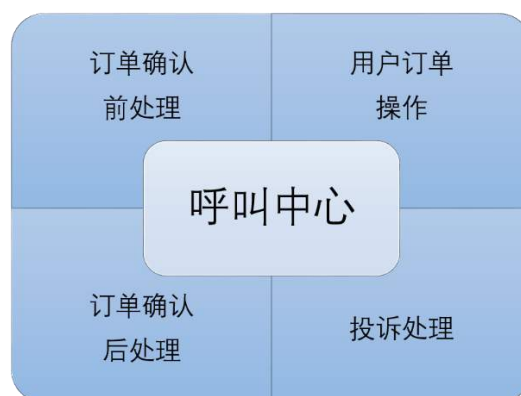 订单确认
前处理
用户订单
操作
呼叫中心
订单确认
后处理
投诉处理